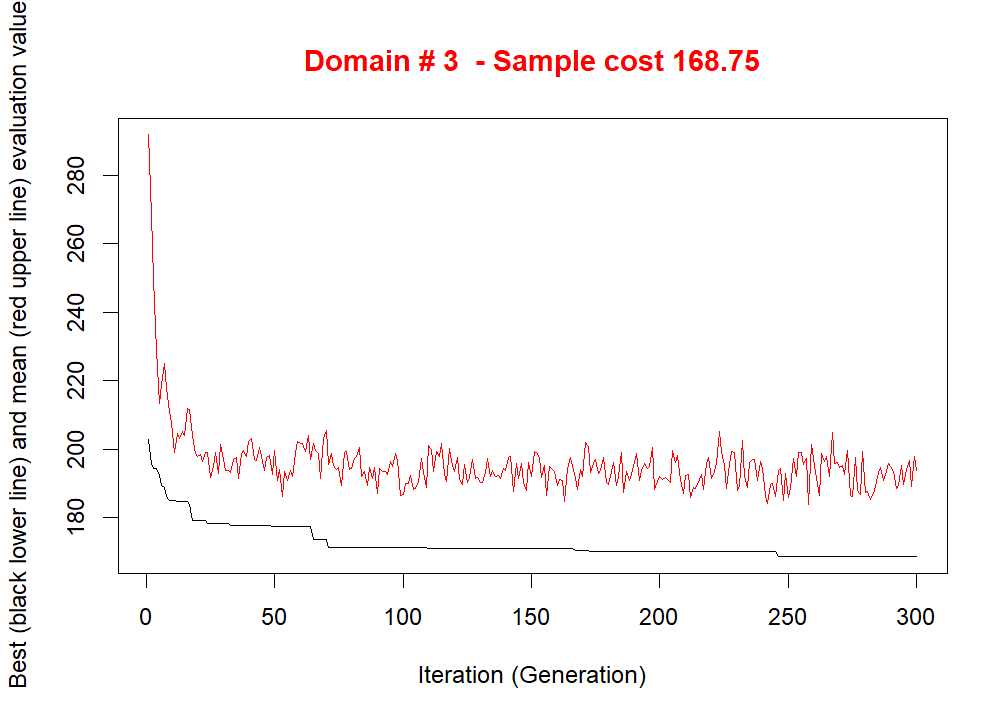 Domain # 3  - Sample cost 168.75
Best (black lower line) and mean (red upper line) evaluation value
280
260
240
220
200
180
0 50 100 150 200 250 300
Iteration (Generation)